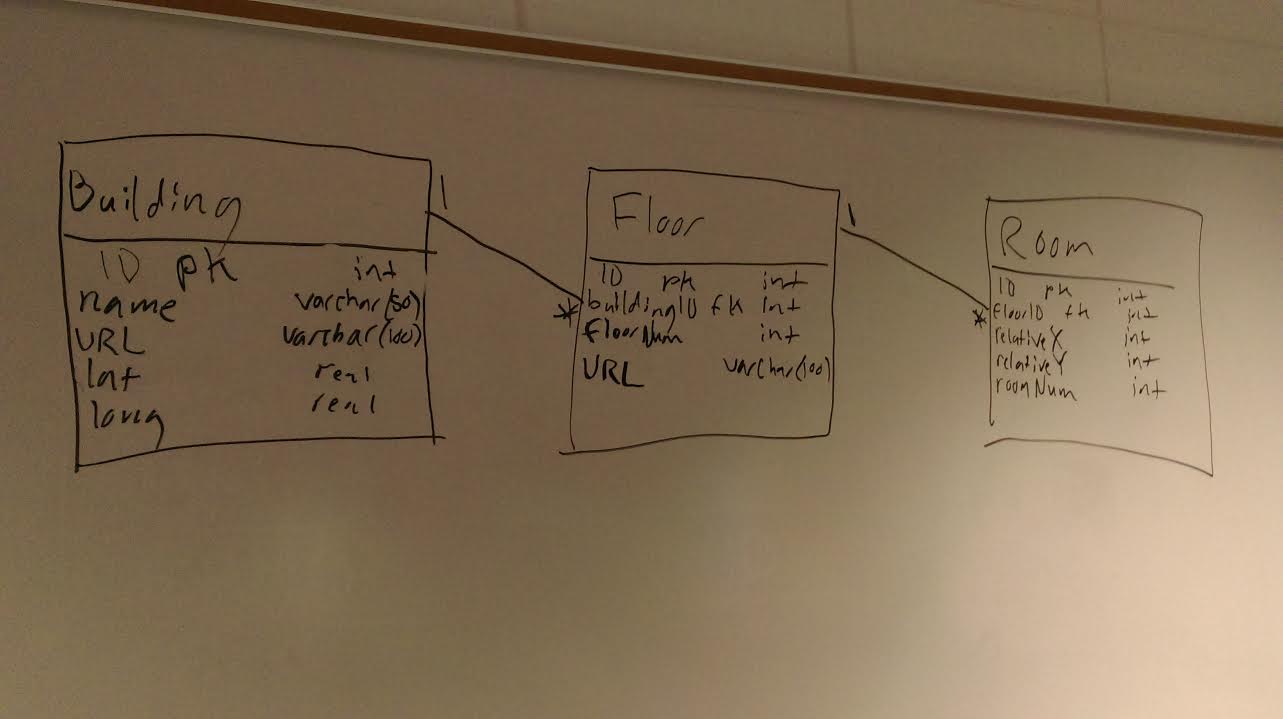 Building
1
ID pk int
name varchar(50)
URL varchar(100)
lat real
long real
Floor
1
ID pk int
* buildingID fk Int
floorNum int
URL varchar(100)
Room
ID pk int
* floorID fk int
relativeX int
relativeY int
roomNum int